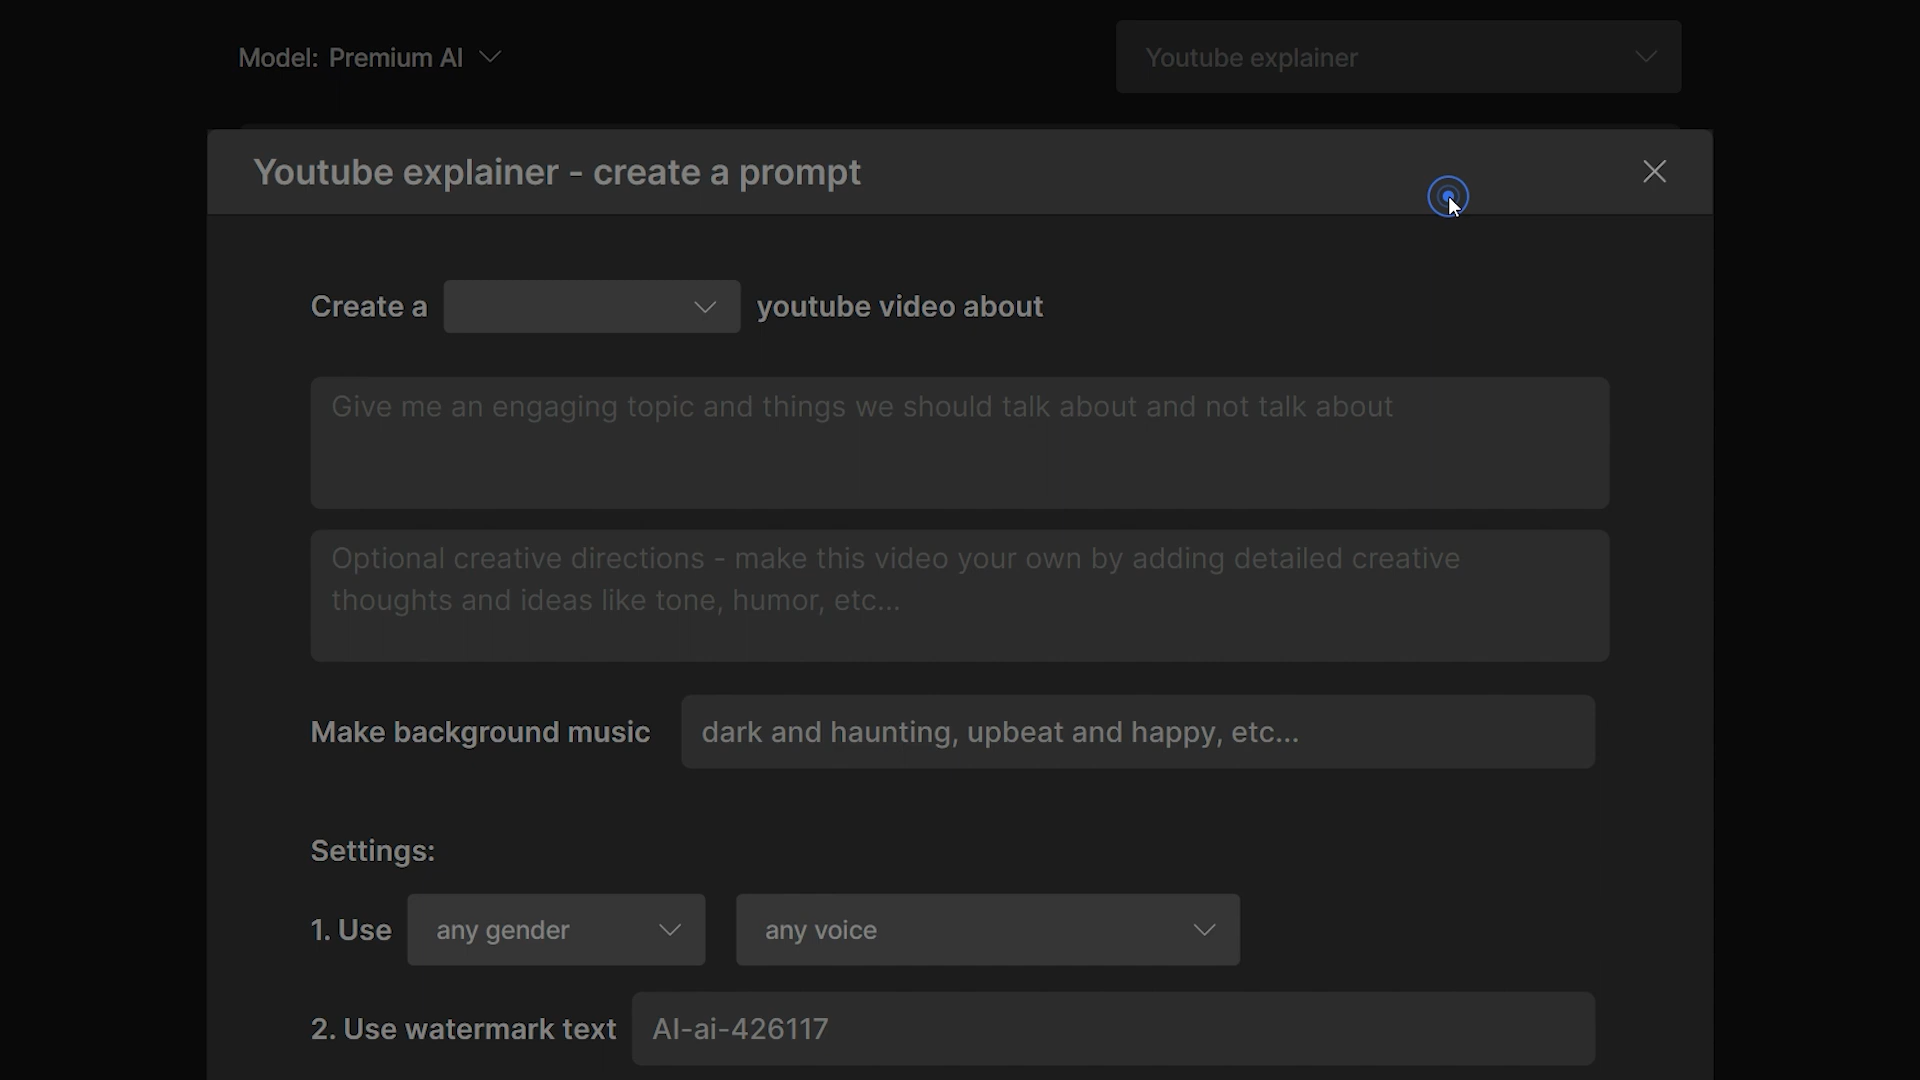 Model: Premium AI
Youtube explainer
Youtube explainer - create a prompt
Create a
youtube video about
Give me an engaging topic and things we should talk about and not talk about
Optional creative directions - make this video your own by adding detailed creative
thoughts and ideas like tone, humor, etc...
Make background music
dark and haunting, upbeat and happy, etc...
Settings:
1. Use
any gender
any voice
2. Use watermark text
AI-ai-426117